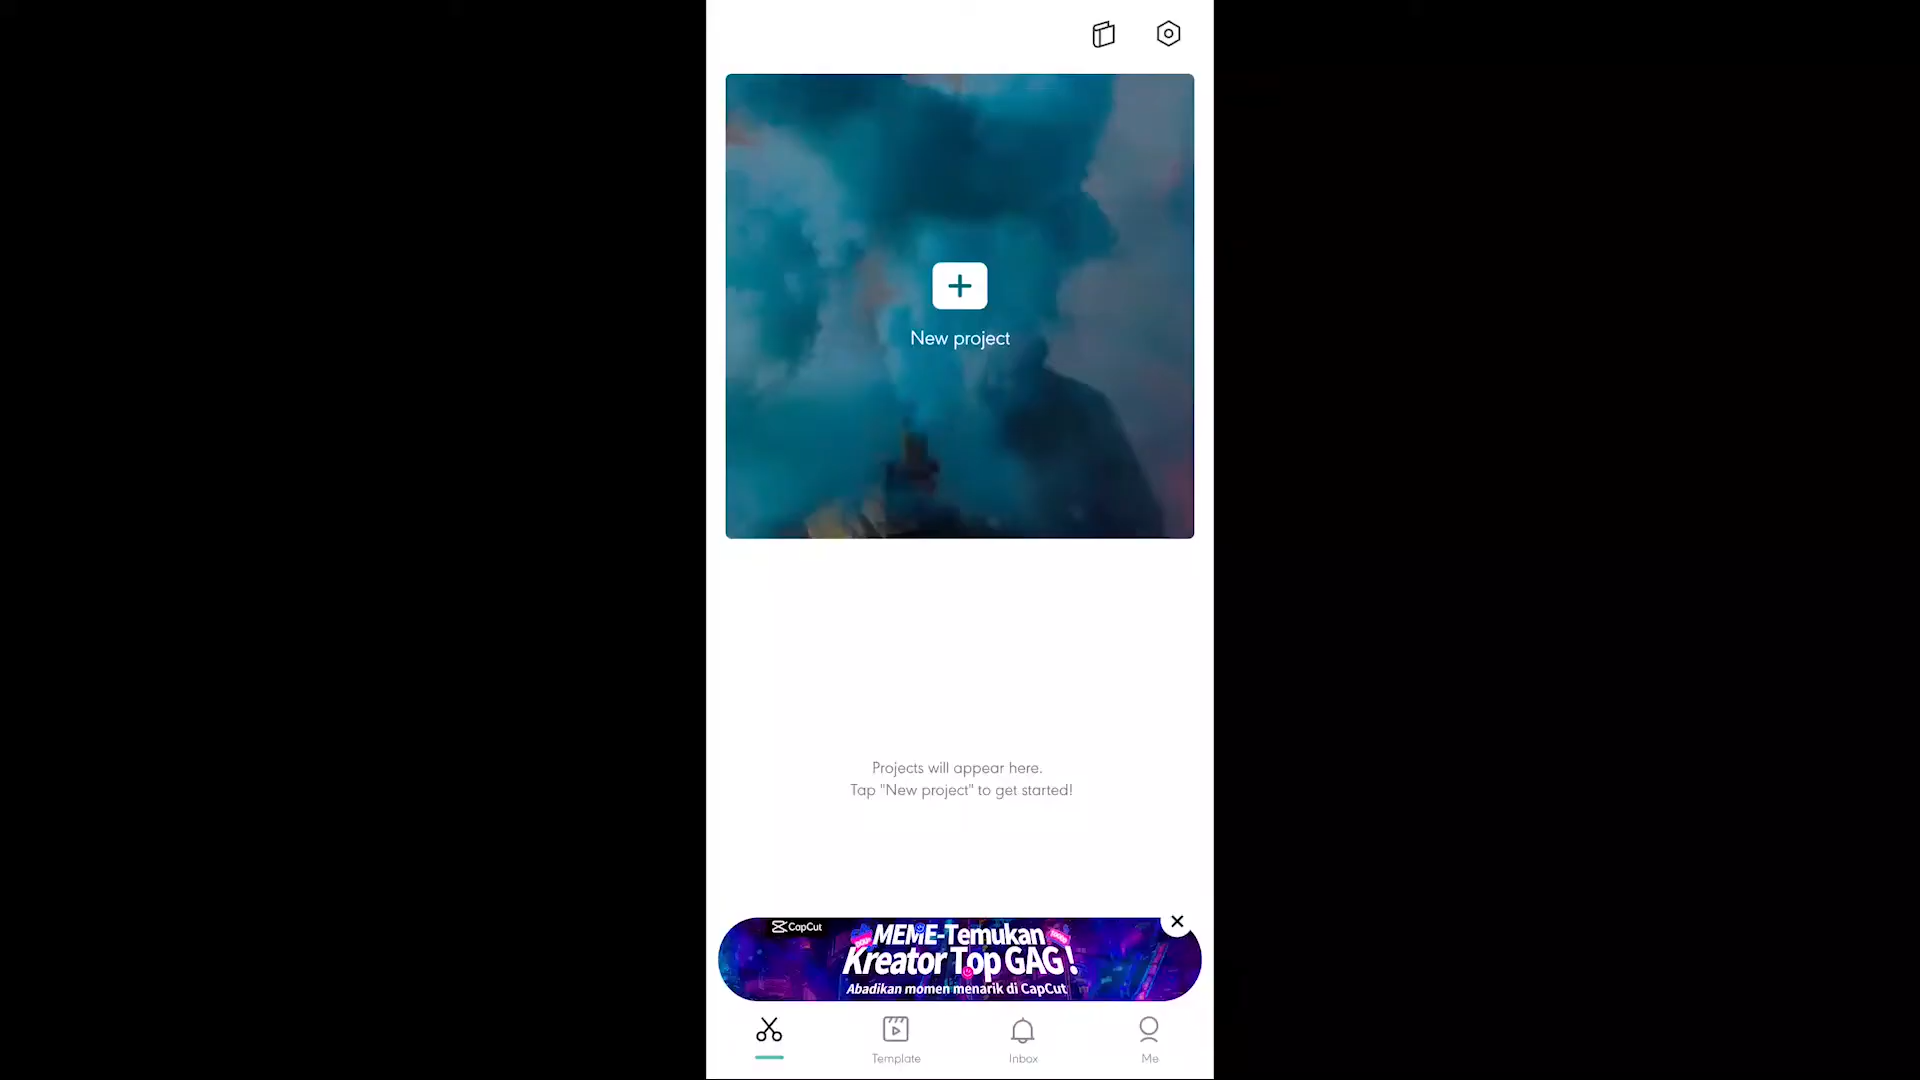 New project
Projects will appear here.
Tap "New project" to get started!
CapCut
MEME-Temukan
Kreator Top GAG !
Abadikan momen menarik di CapCut
Template
Inbox
Me